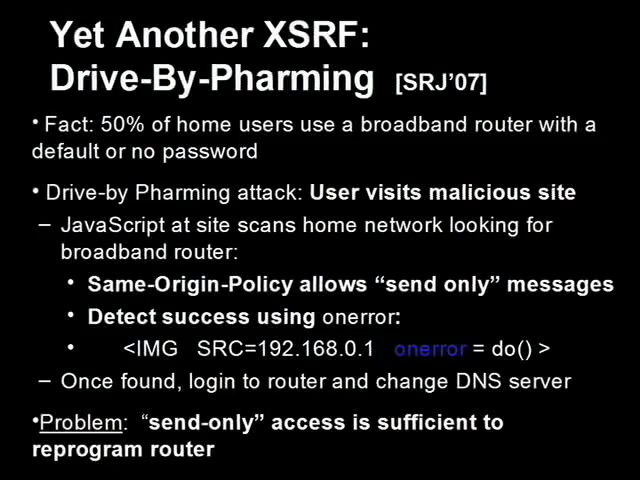 Yet Another XSRF:
Drive-By-Pharming [SRJ'07]
• Fact: 50% of home users use a broadband router with a
default or no password
• Drive-by Pharming attack: User visits malicious site
– JavaScript at site scans home network looking for
broadband router:
• Same-Origin-Policy allows “send only” messages
• Detect success using onerror:
• <IMG SRC=192.168.0.1 onerror = do() >
– Once found, login to router and change DNS server
•Problem: “send-only” access is sufficient to
reprogram router